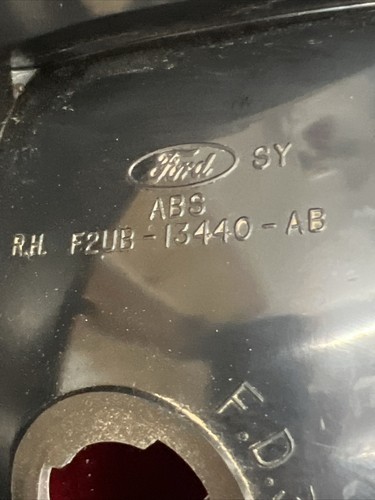 Ford SY
ABS
R.H. F2UB-13440-AB
F.D.